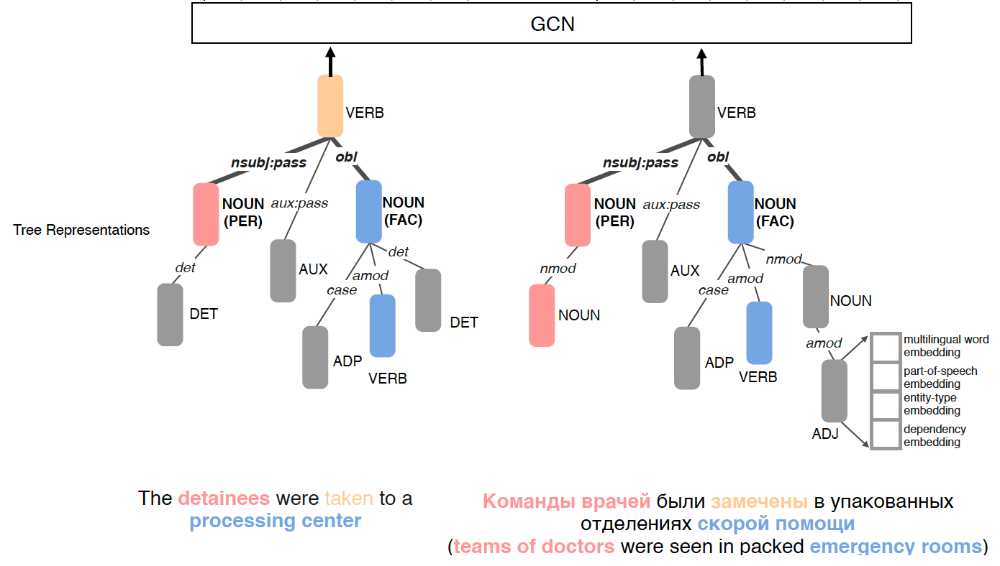 GCN
VERB
VERB
nsubj:pass
obl
nsubj:pass
obl
NOUN
(PER)
aux:pass
NOUN
(FAC)
NOUN
(PER)
aux:pass
NOUN
(FAC)
Tree Representations
det
AUX
det
amod
case
nmod
AUX
nmod
amod
case
DET
DET
NOUN
NOUN
ADP
VERB
ADP
VERB
amod
ADJ
multilingual word
embedding
part-of-speech
embedding
entity-type
embedding
dependency
embedding
The detainees were taken to a
processing center
Команды врачей были замечены в упакованных
отделениях скорой помощи
(teams of doctors were seen in packed emergency rooms)